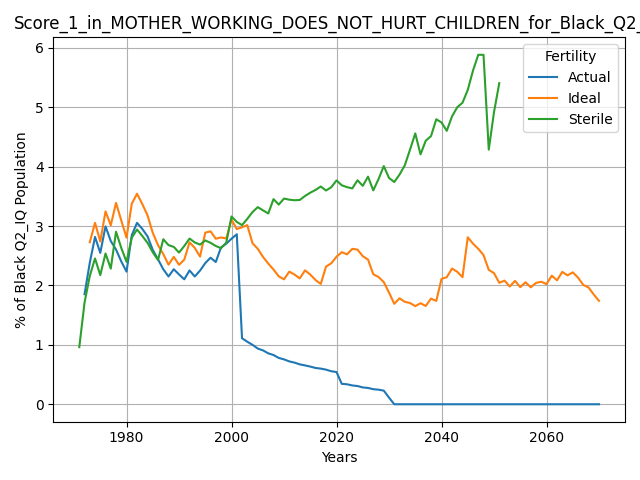 Score_1_in_MOTHER_WORKING_DOES_NOT_HURT_CHILDREN_for_Black_Q2_
6
5
4
3
2
1
0
% of Black Q2_IQ Population
Fertility
Actual
Ideal
Sterile
1980
2000
2020
2040
2060
Years